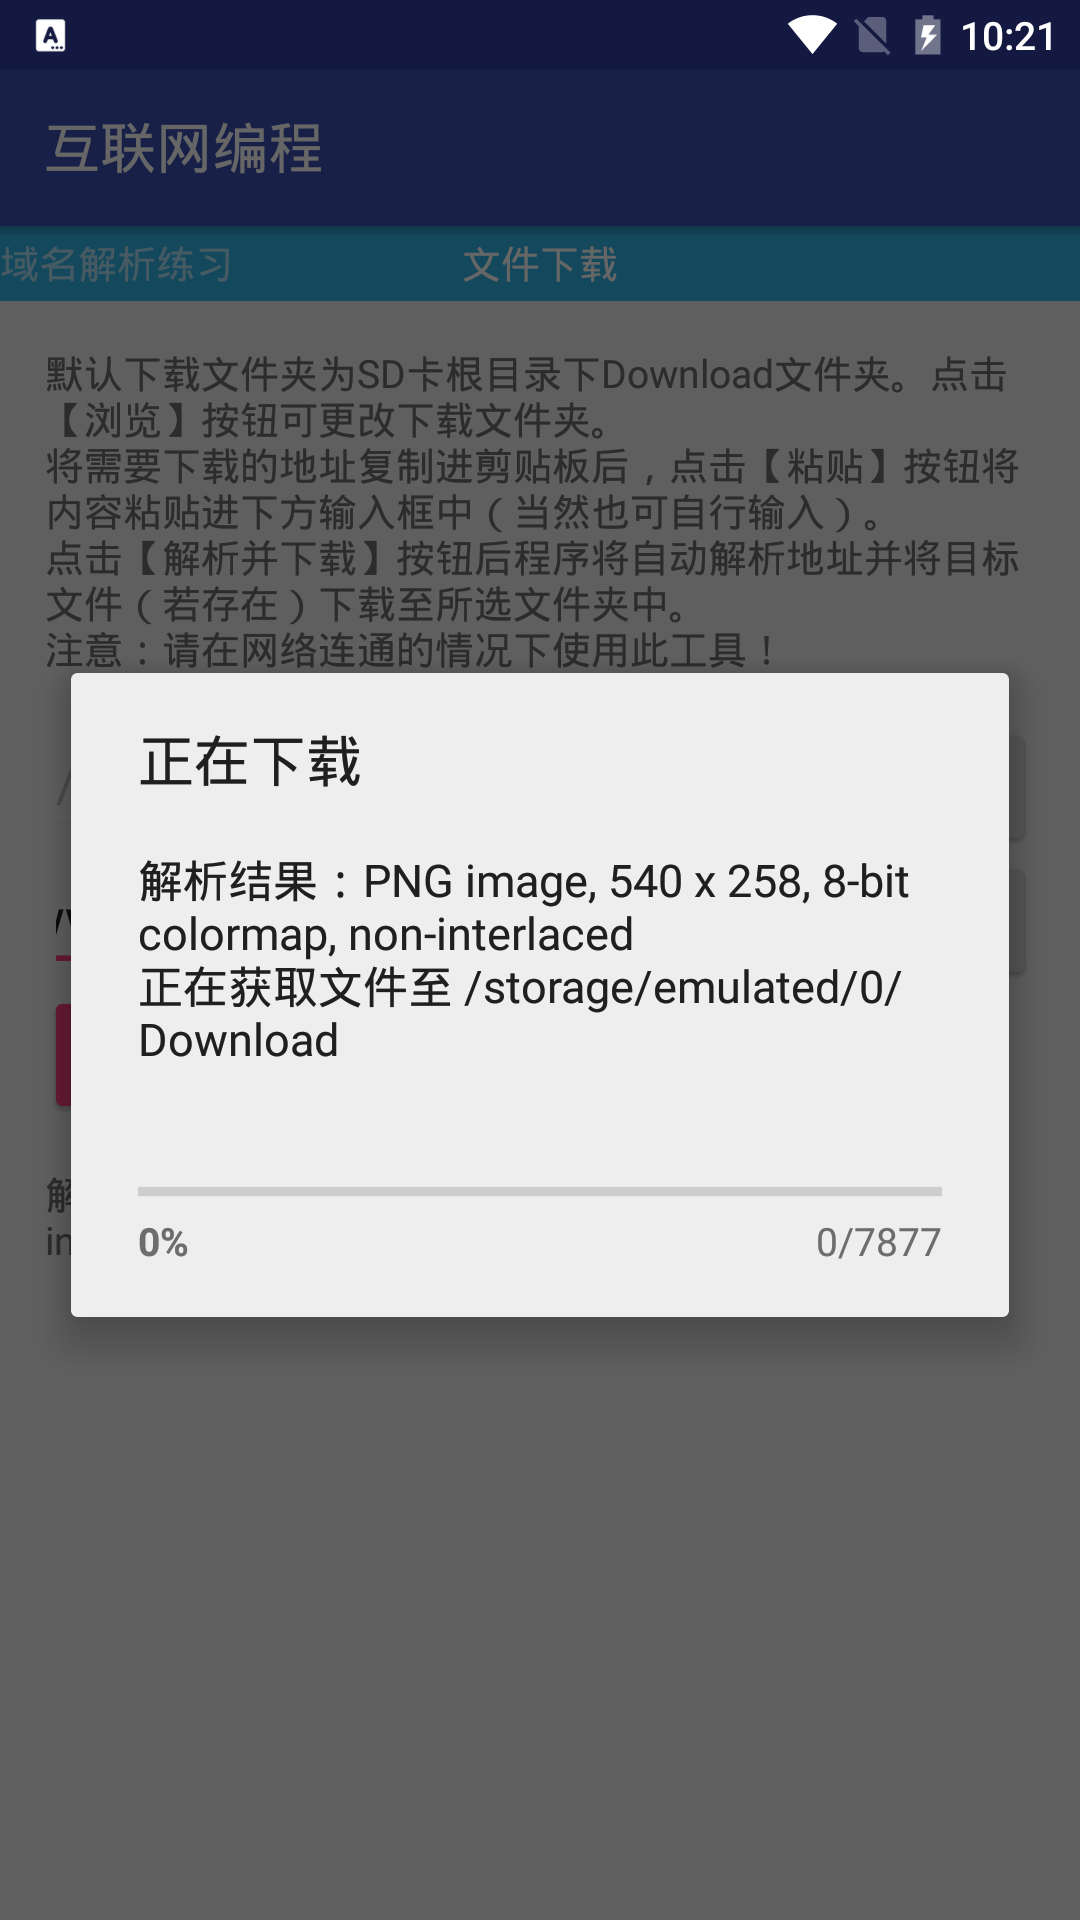 10:21
互联网编程
域名解析练习 文件下载
默认下载文件夹为SD卡根目录下Download文件夹。点击
【浏览】按钮可更改下载文件夹。
将需要下载的地址复制进剪贴板后，点击【粘贴】按钮将
内容粘贴进下方输入框中（当然也可自行输入）。
点击【解析并下载】按钮后程序将自动解析地址并将目标
文件（若存在）下载至所选文件夹中。
注意：请在网络连通的情况下使用此工具！
正在下载
解析结果：PNG image, 540 x 258, 8-bit
colormap, non-interlaced
正在获取文件至 /storage/emulated/0/
Download
0% 0/7877